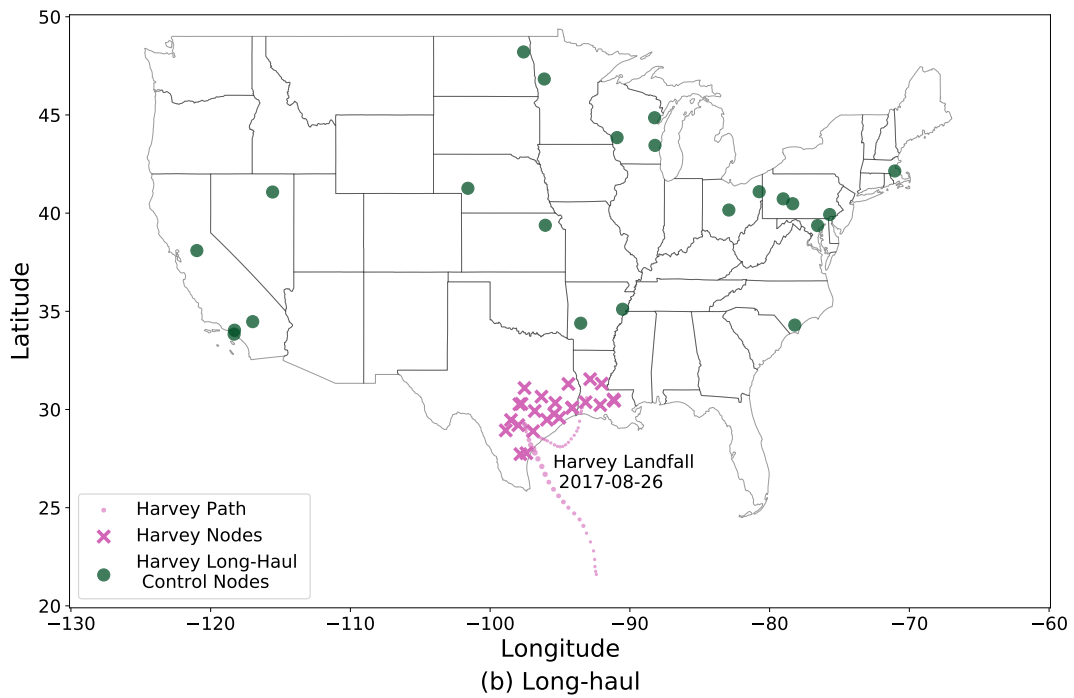 50
45
40
35
30
25
20
Latitude
Harvey Landfall
2017-08-26
Harvey Path
Harvey Nodes
Harvey Long-Haul
Control Nodes
−130
−120
−110
−100
−90
−80
−70
−60
Longitude
(b) Long-haul